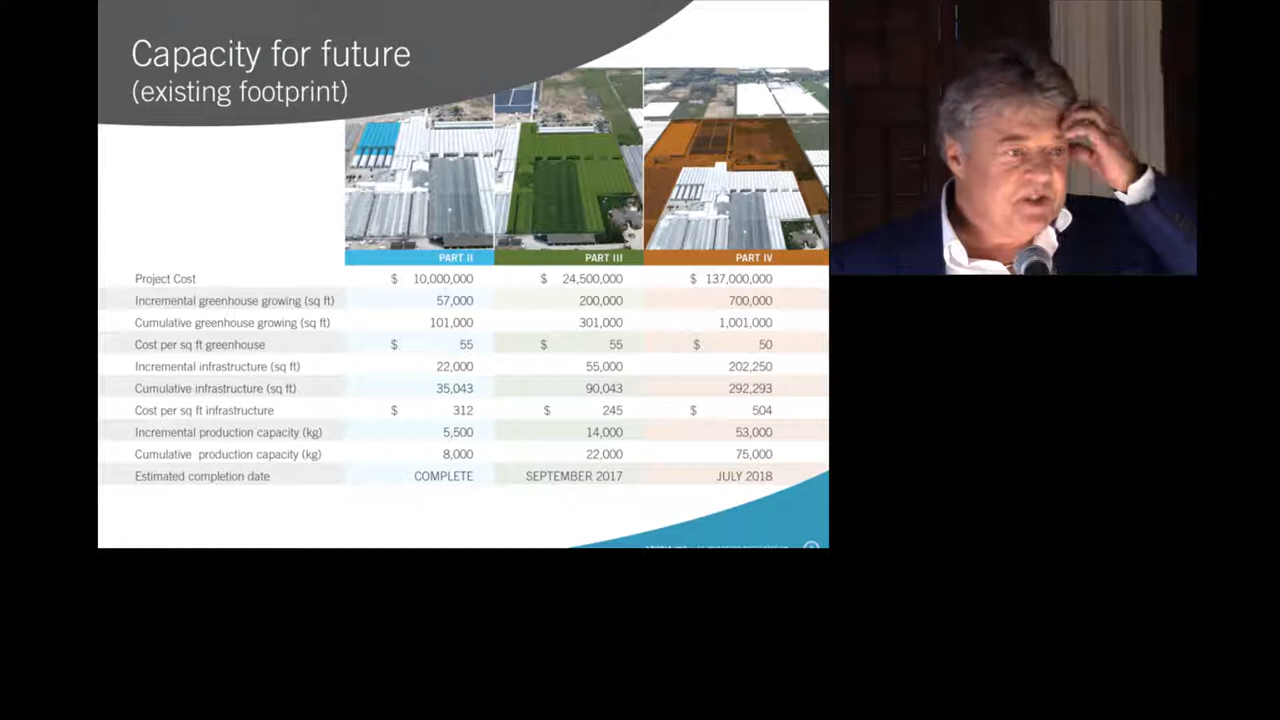 Capacity for future
(existing footprint)
PART II PART III PART IV
Project Cost $ 10,000,000 $ 24,500,000 $ 137,000,000
Incremental greenhouse growing (sq ft) 57,000 200,000 700,000
Cumulative greenhouse growing (sq ft) 101,000 301,000 1,001,000
Cost per sq ft greenhouse $ 55 $ 55 $ 50
Incremental infrastructure (sq ft) 22,000 55,000 202,250
Cumulative infrastructure (sq ft) 35,043 90,043 292,293
Cost per sq ft infrastructure $ 312 $ 245 $ 504
Incremental production capacity (kg) 5,500 14,000 53,000
Cumulative production capacity (kg) 8,000 22,000 75,000
Estimated completion date COMPLETE SEPTEMBER 2017 JULY 2018